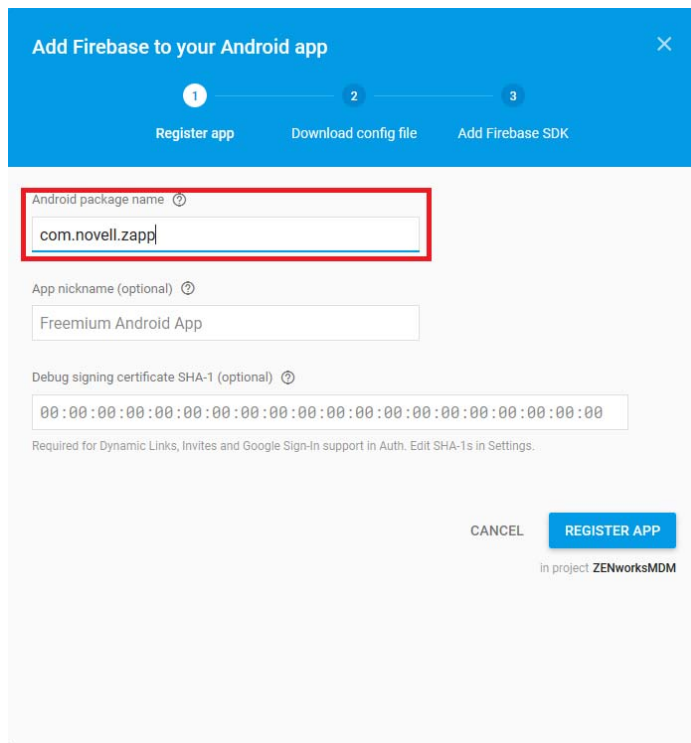 Add Firebase to your Android app
1
2
3
Register app
Download config file
Add Firebase SDK
Android package name
com.novell.zapp
App nickname (optional)
Freemium Android App
Debug signing certificate SHA-1 (optional)
00:00:00:00:00:00:00:00:00:00:00:00:00:00:00:00:00:00:00:00
Required for Dynamic Links, Invites and Google Sign-In support in Auth. Edit SHA-1s in Settings.
CANCEL
REGISTER APP
in project ZENworksMDM